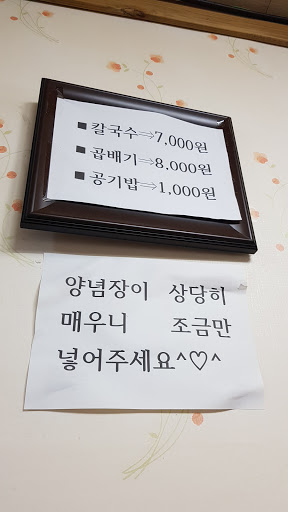 ■ 칼국수⇒7,000원
■ 곱배기⇒8,000원
■ 공기밥⇒1,000원
양념장이 상당히
매우니 조금만
넣어주세요^♡^